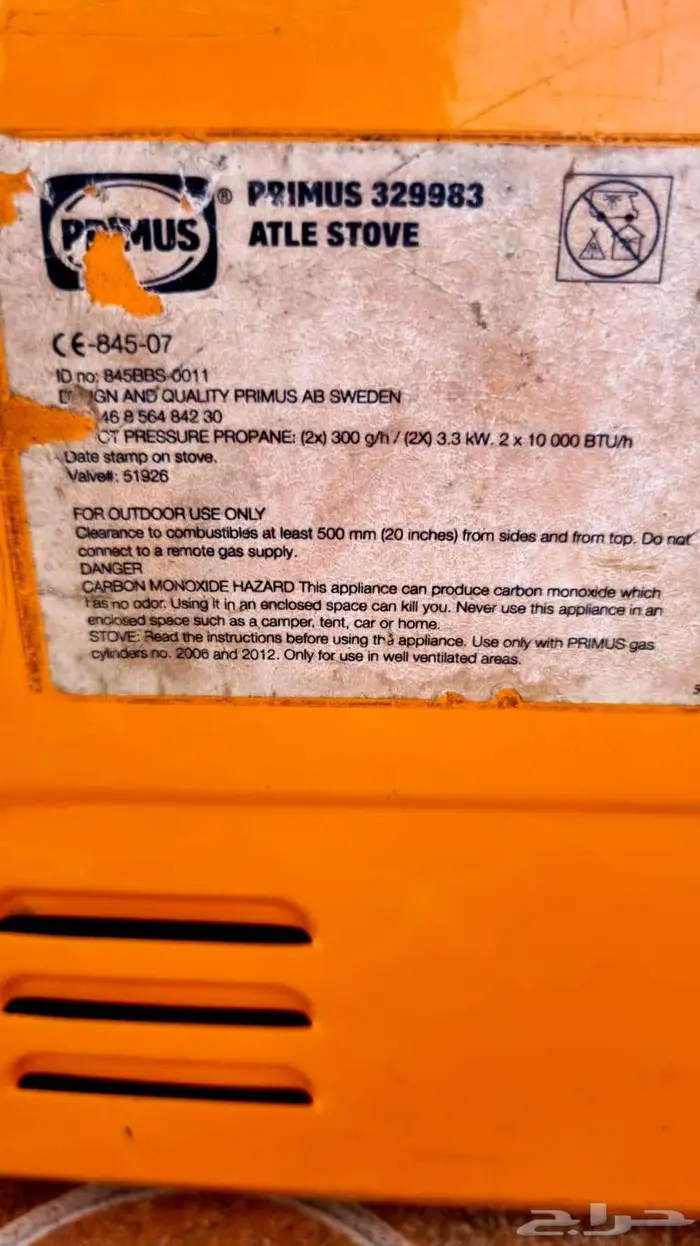 PRIMUS ® PRIMUS 329983
ATLE STOVE
CE-845-07
ID no: 845BBS-0011
GN AND QUALITY PRIMUS AB SWEDEN
46 8 564 842 30
CT PRESSURE PROPANE: (2x) 300 g/h / (2X) 3.3 kW. 2 x 10 000 BTU/h
Date stamp on stove.
Valve#: 51926
FOR OUTDOOR USE ONLY
Clearance to combustibles at least 500 mm (20 inches) from sides and from top. Do not
connect to a remote gas supply.
DANGER
CARBON MONOXIDE HAZARD This appliance can produce carbon monoxide which
has no odor. Using it in an enclosed space can kill you. Never use this appliance in an
enclosed space such as a camper, tent, car or home.
STOVE: Read the instructions before using the appliance. Use only with PRIMUS gas
cylinders no. 2006 and 2012. Only for use in well ventilated areas.
حراج